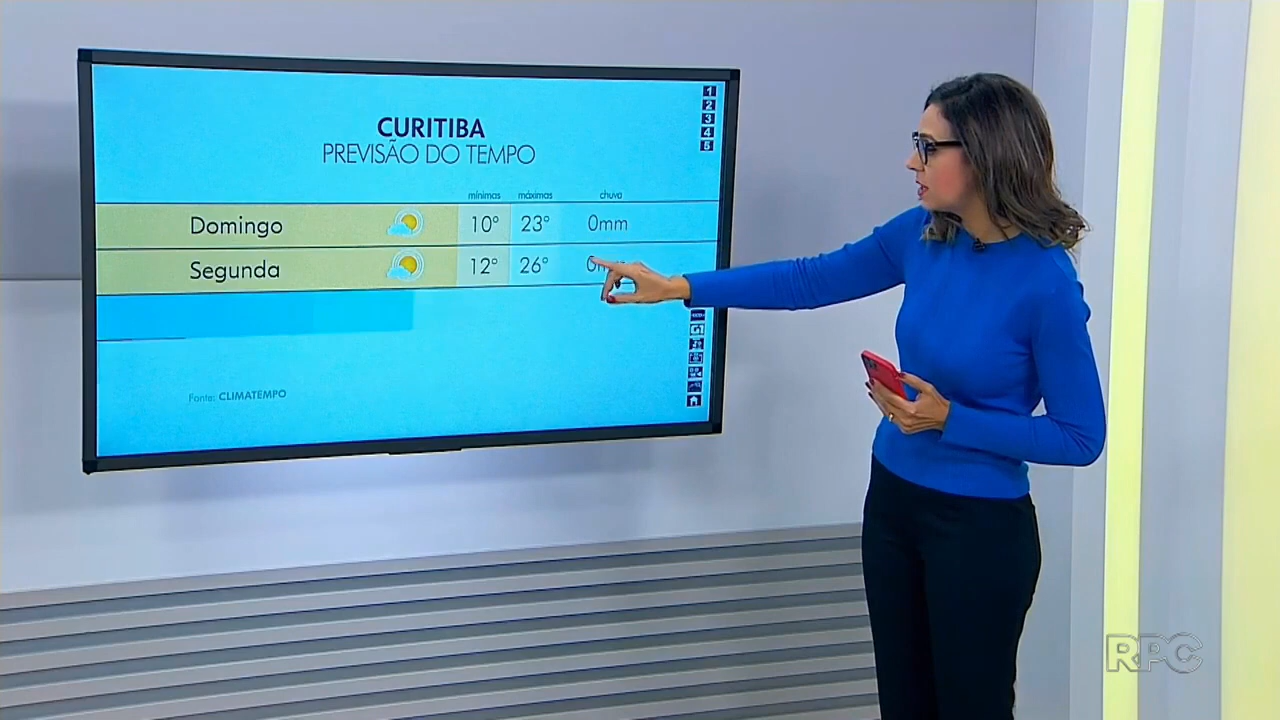 CURITIBA
PREVISÃO DO TEMPO
mínimas máximas chuva
Domingo 10° 23° 0mm
Segunda 12° 26°
Fonte: CLIMATEMPO
1
2
3
4
5
RPC